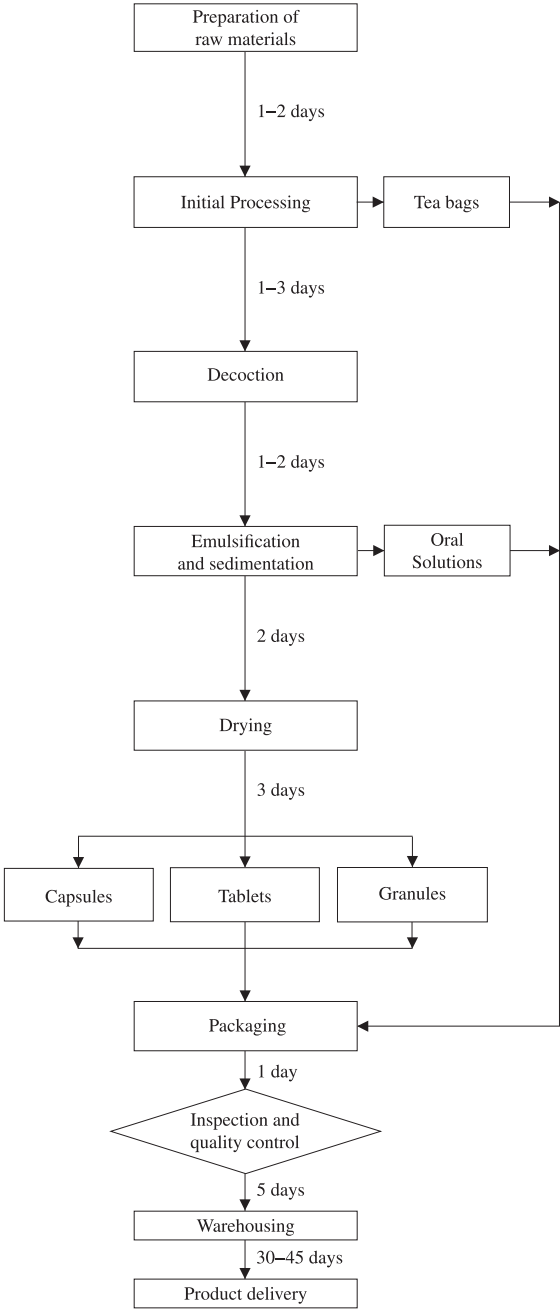 Preparation of
raw materials
1–2 days
Initial Processing
Tea bags
1–3 days
Decoction
1–2 days
Emulsification
and sedimentation
Oral
Solutions
2 days
Drying
3 days
Capsules
Tablets
Granules
Packaging
1 day
Inspection and
quality control
5 days
Warehousing
30–45 days
Product delivery